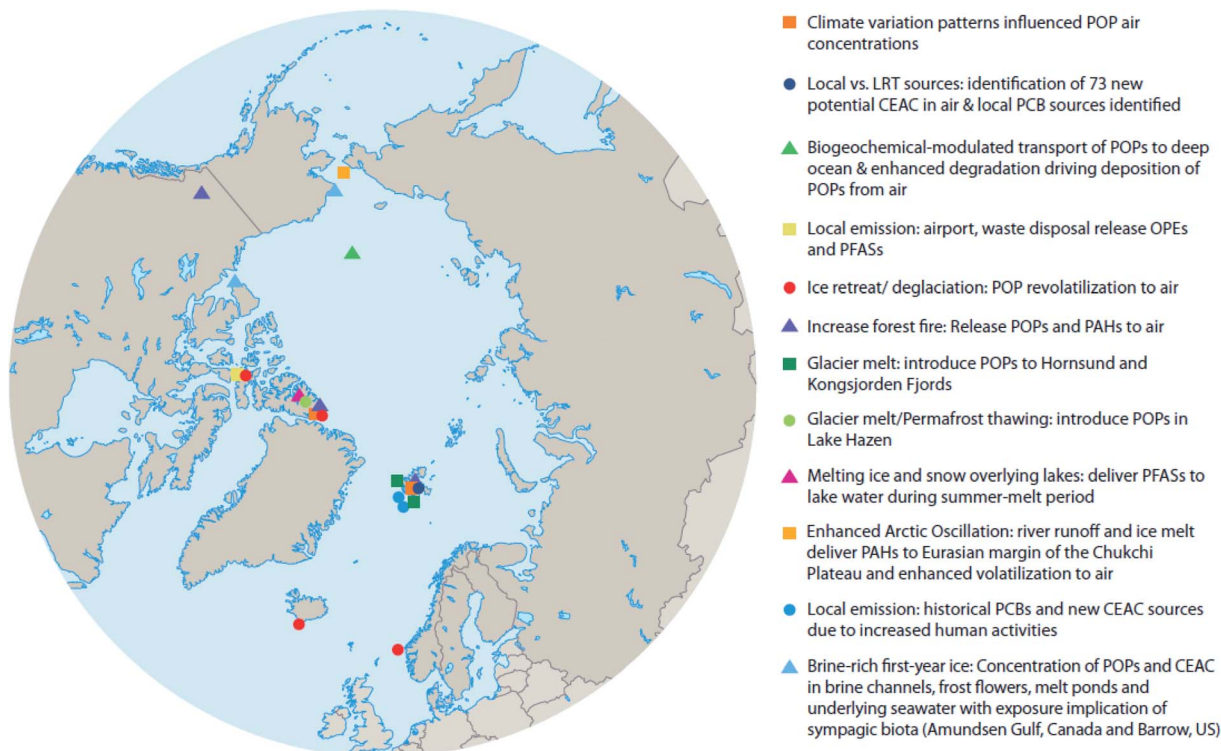 Climate variation patterns influenced POP air
concentrations
Local vs. LRT sources: identification of 73 new
potential CEAC in air & local PCB sources identified
Biogeochemical-modulated transport of POPs to deep
ocean & enhanced degradation driving deposition of
POPs from air
Local emission: airport, waste disposal release OPEs
and PFASs
Ice retreat/ deglaciation: POP revolatilization to air
Increase forest fire: Release POPs and PAHs to air
Glacier melt: introduce POPs to Hornsund and
Kongsjorden Fjords
Glacier melt/Permafrost thawing: introduce POPs in
Lake Hazen
Melting ice and snow overlying lakes: deliver PFASs to
lake water during summer-melt period
Enhanced Arctic Oscillation: river runoff and ice melt
deliver PAHs to Eurasian margin of the Chukchi
Plateau and enhanced volatilization to air
Local emission: historical PCBs and new CEAC sources
due to increased human activities
Brine-rich first-year ice: Concentration of POPs and CEAC
in brine channels, frost flowers, melt ponds and
underlying seawater with exposure implication of
sympagic biota (Amundsen Gulf, Canada and Barrow, US)